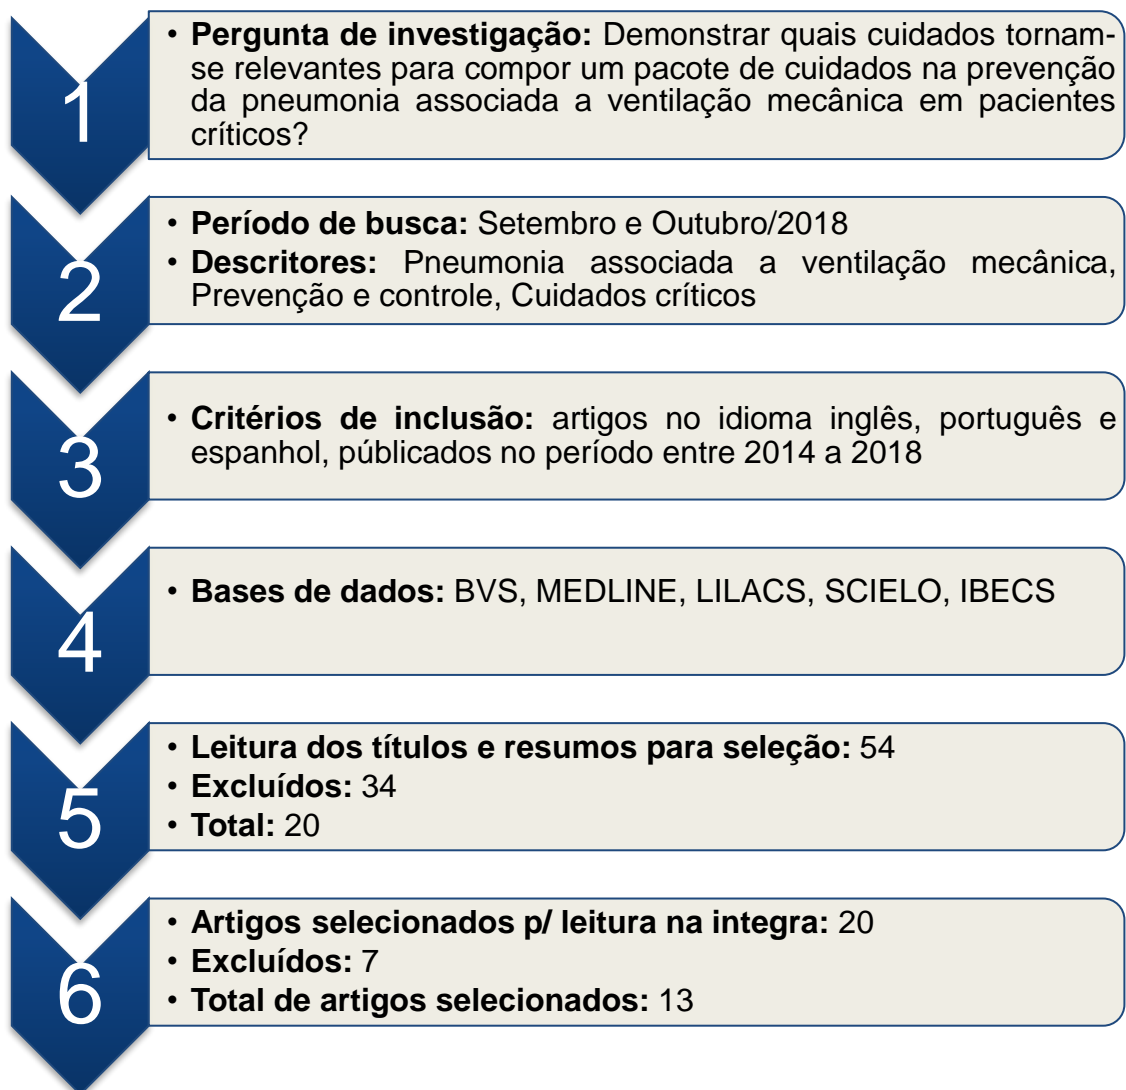 1
• Pergunta de investigação: Demonstrar quais cuidados tornam-
se relevantes para compor um pacote de cuidados na prevenção
da pneumonia associada a ventilação mecânica em pacientes
críticos?
2
• Período de busca: Setembro e Outubro/2018
• Descritores: Pneumonia associada a ventilação mecânica,
Prevenção e controle, Cuidados críticos
3
• Critérios de inclusão: artigos no idioma inglês, português e
espanhol, públicados no período entre 2014 a 2018
4
• Bases de dados: BVS, MEDLINE, LILACS, SCIELO, IBECS
5
• Leitura dos títulos e resumos para seleção: 54
• Excluídos: 34
• Total: 20
6
• Artigos selecionados p/ leitura na integra: 20
• Excluídos: 7
• Total de artigos selecionados: 13